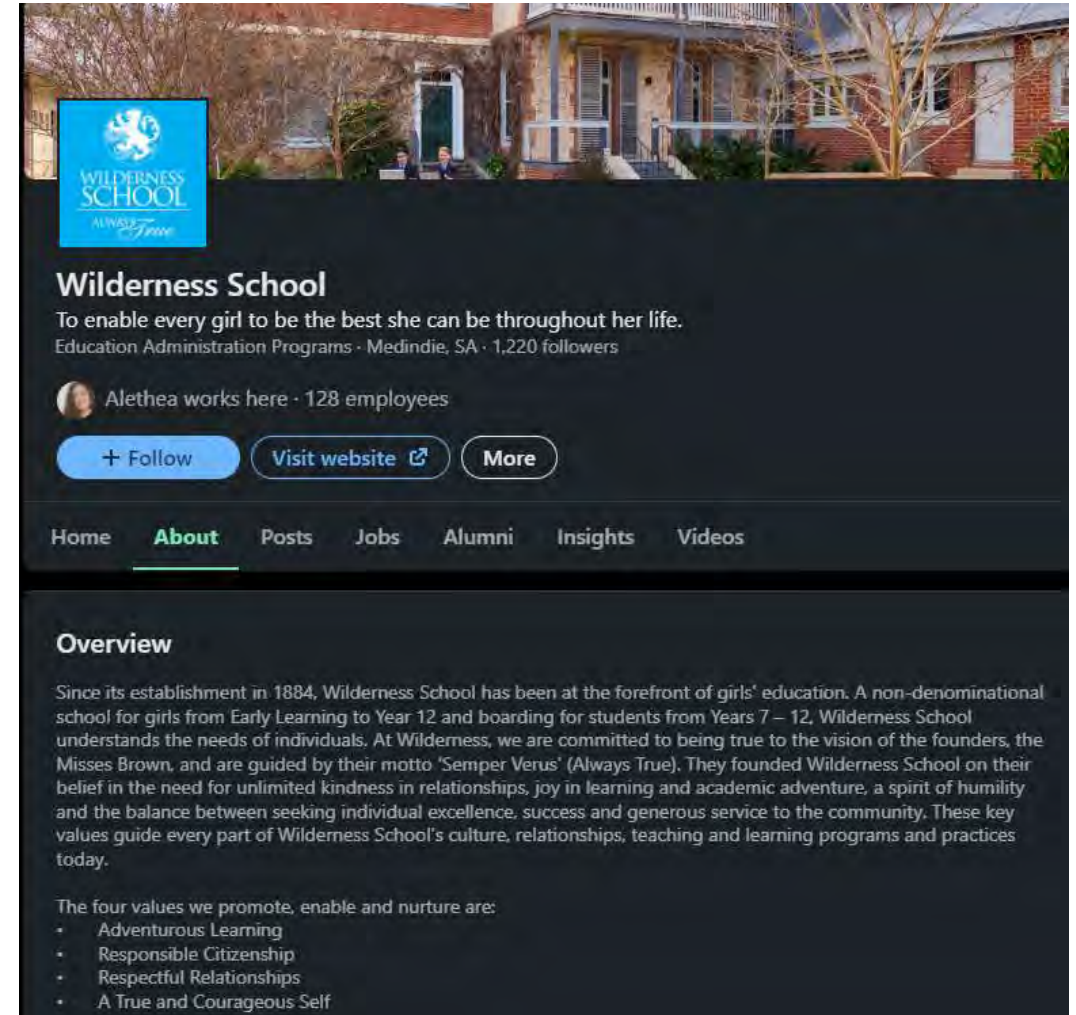 WILDERNESS
SCHOOL
ALWAYS True
Wilderness School
To enable every girl to be the best she can be throughout her life.
Education Administration Programs · Medindie, SA · 1,220 followers
Alethea works here · 128 employees
+ Follow
Visit website
More
Home About Posts Jobs Alumni Insights Videos
Overview
Since its establishment in 1884, Wilderness School has been at the forefront of girls' education. A non-denominational
school for girls from Early Learning to Year 12 and boarding for students from Years 7 – 12, Wilderness School
understands the needs of individuals. At Wilderness, we are committed to being true to the vision of the founders, the
Misses Brown, and are guided by their motto 'Semper Verus' (Always True). They founded Wilderness School on their
belief in the need for unlimited kindness in relationships, joy in learning and academic adventure, a spirit of humility
and the balance between seeking individual excellence, success and generous service to the community. These key
values guide every part of Wilderness School's culture, relationships, teaching and learning programs and practices
today.
The four values we promote, enable and nurture are:
• Adventurous Learning
• Responsible Citizenship
• Respectful Relationships
• A True and Courageous Self